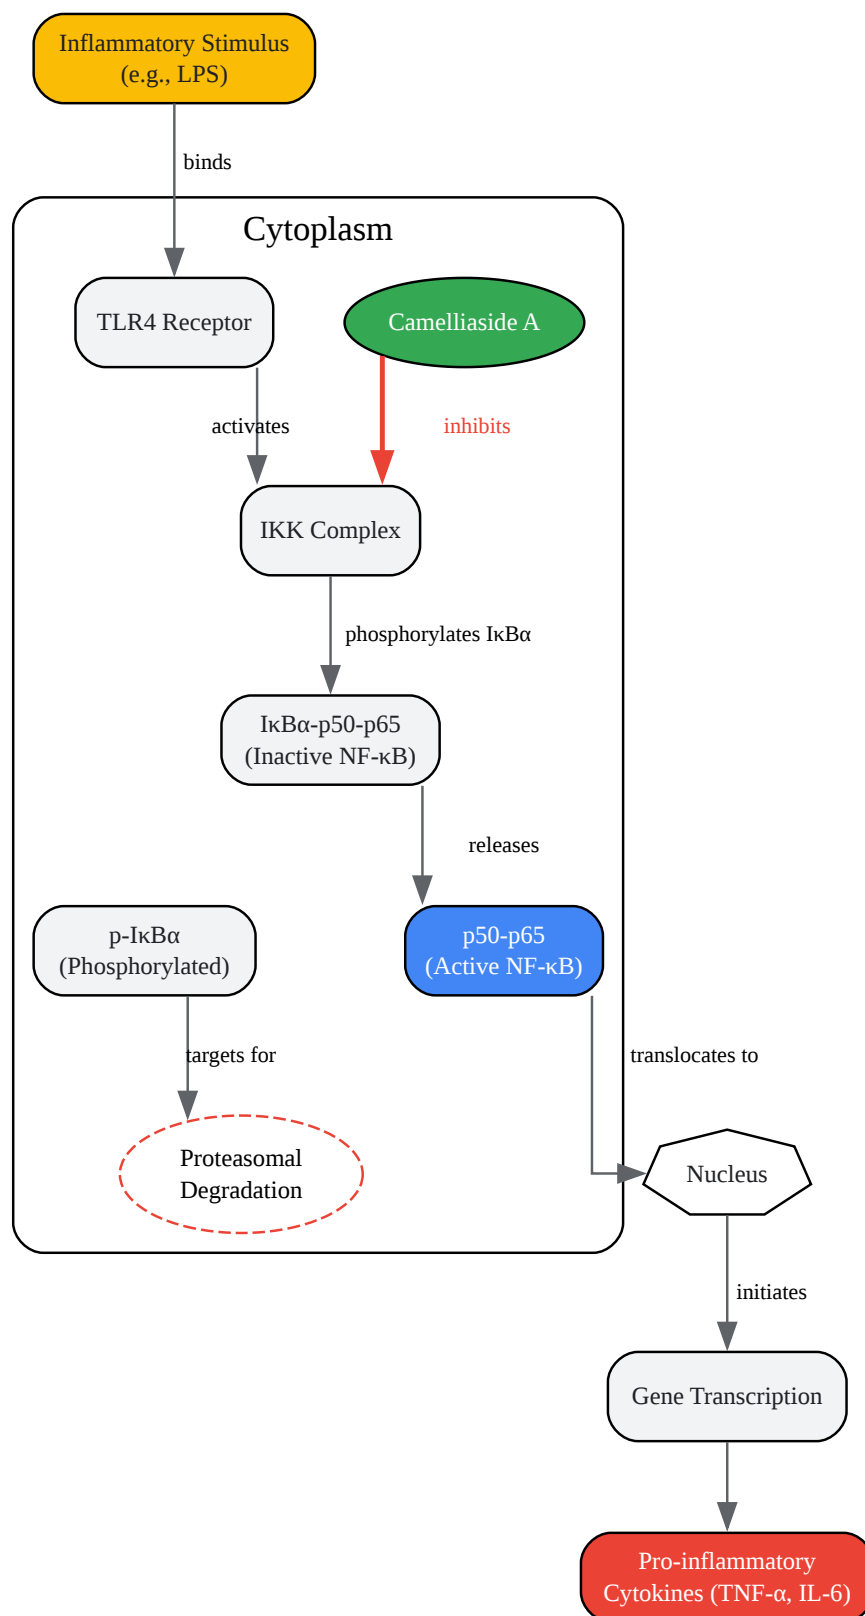 Inflammatory Stimulus
(e.g., LPS)
binds
Cytoplasm
TLR4 Receptor
Camelliaside A
activates
inhibits
IKK Complex
phosphorylates IκBα
IκBα-p50-p65
(Inactive NF-κB)
releases
p-IκBα
(Phosphorylated)
p50-p65
(Active NF-κB)
targets for
translocates to
Proteasomal
Degradation
Nucleus
initiates
Gene Transcription
Pro-inflammatory
Cytokines (TNF-α, IL-6)